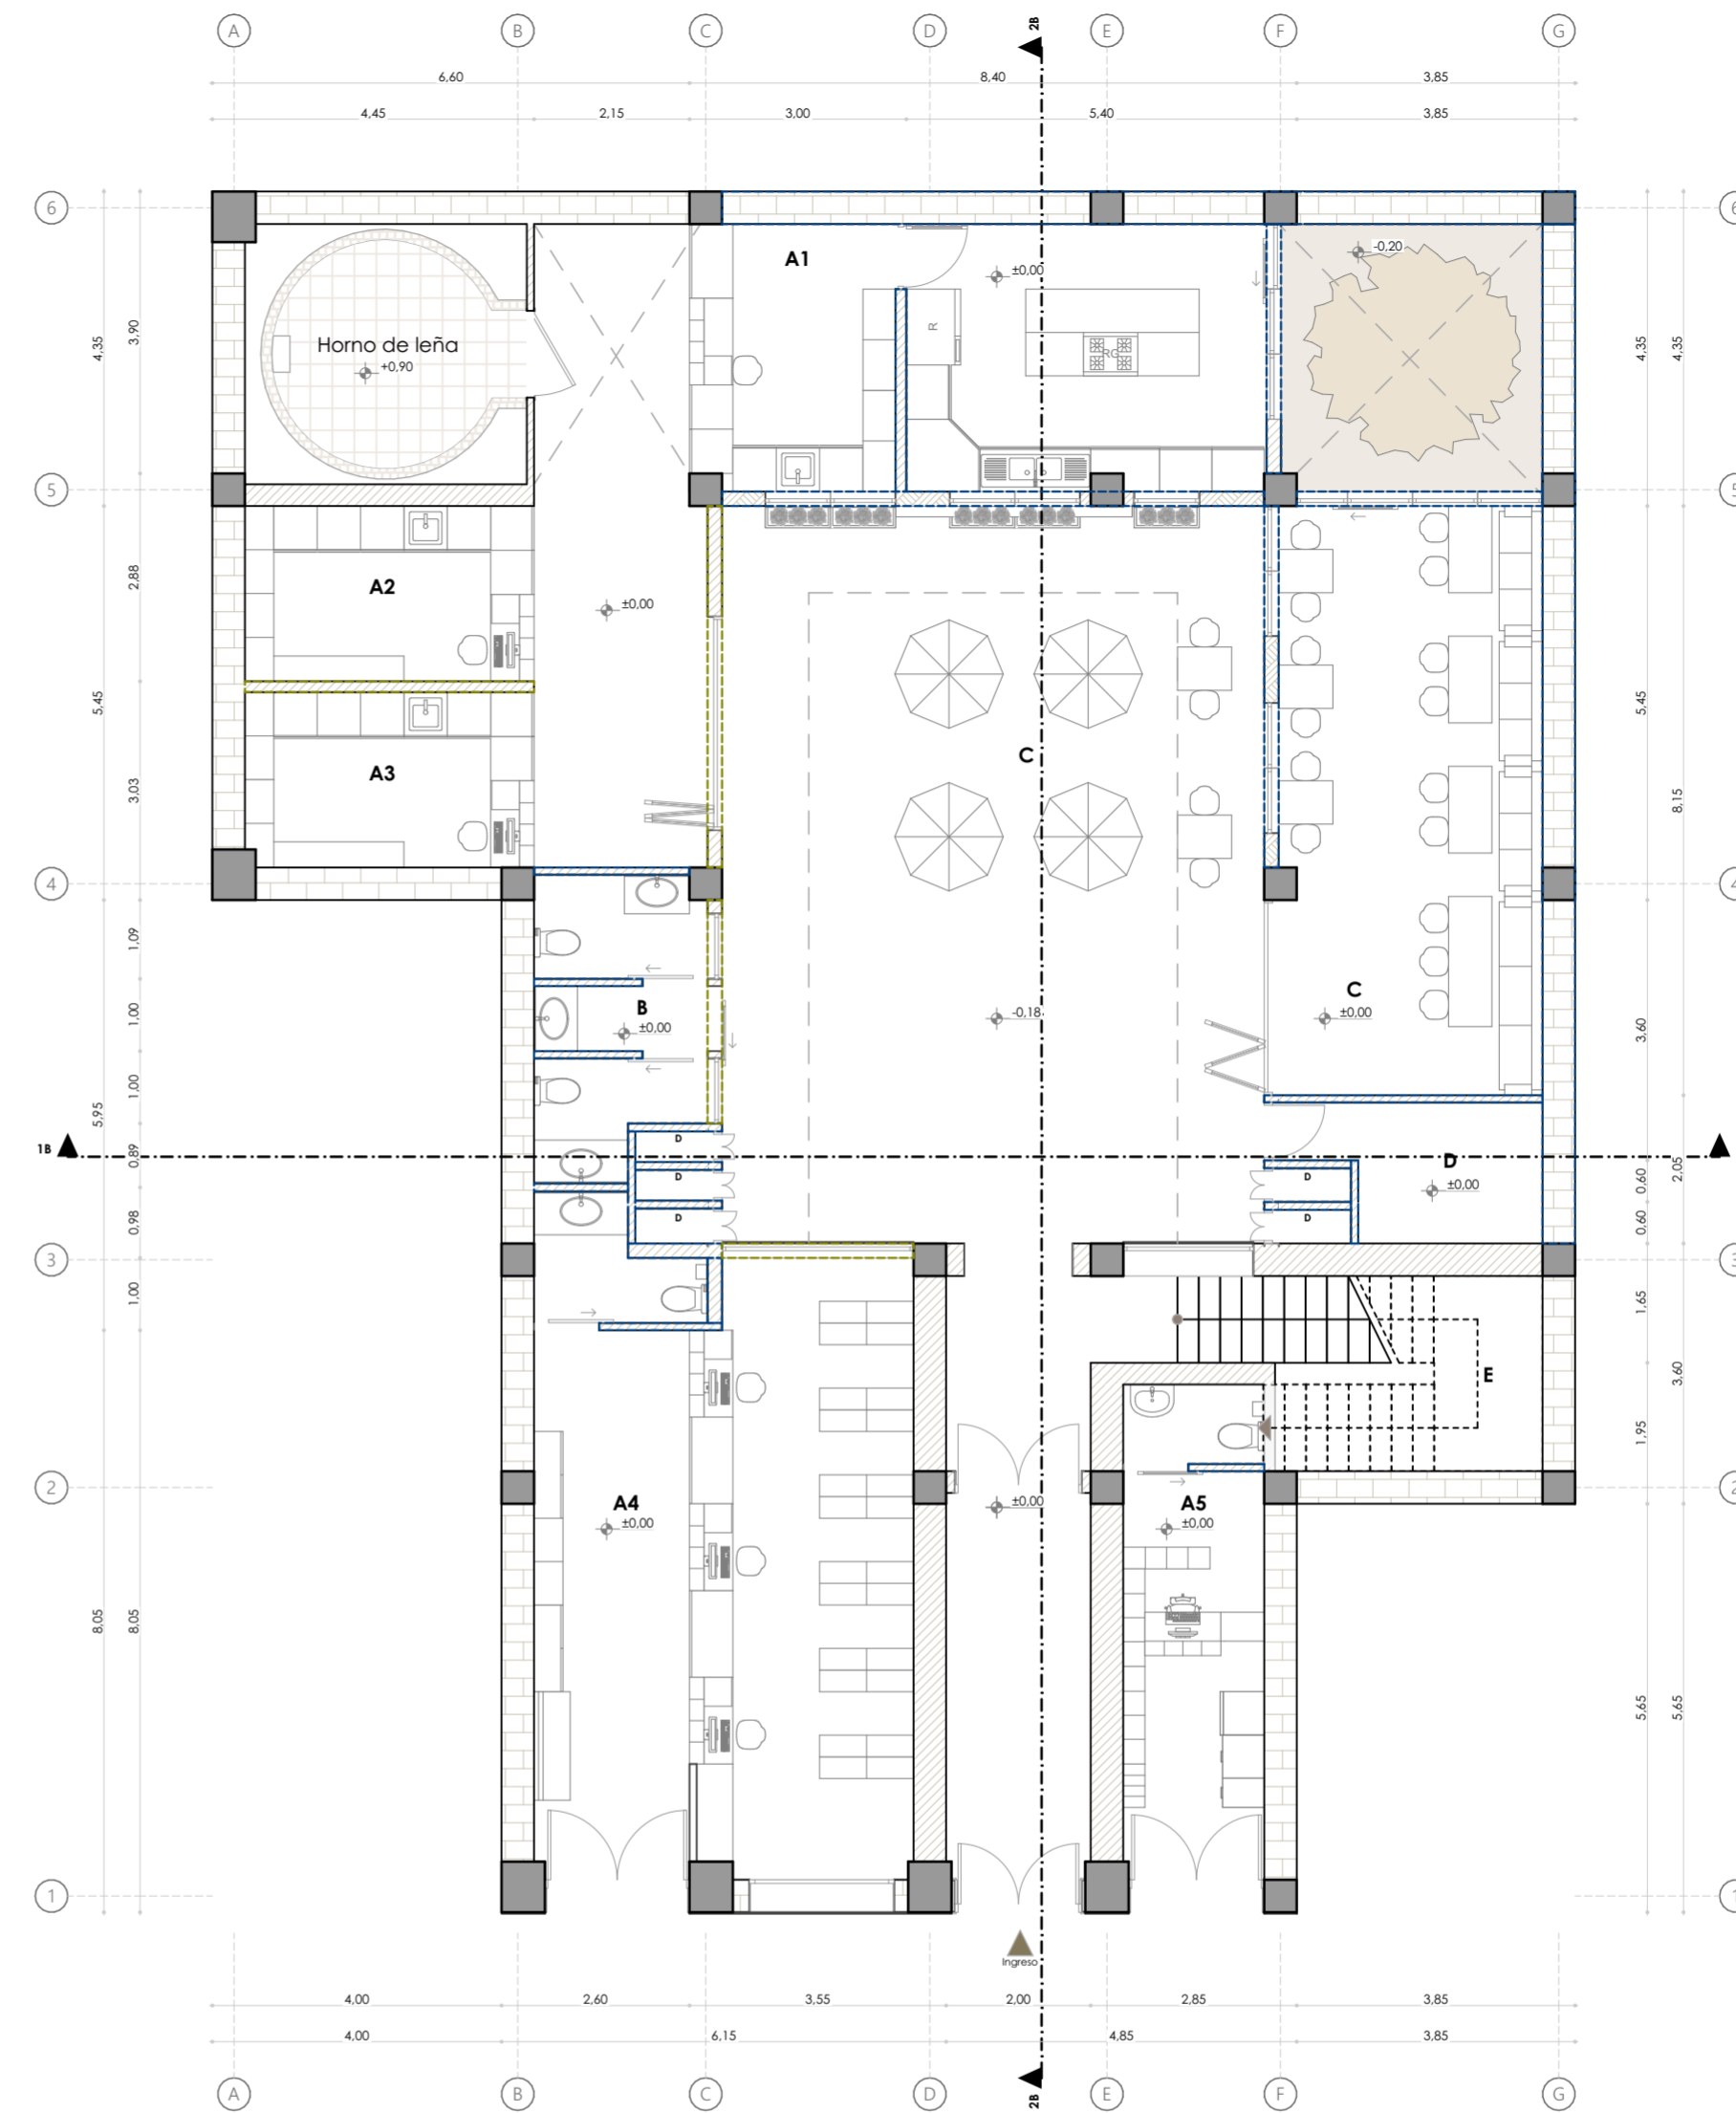 A B C D 2B E F G
6,60 8,40 3,85
4,45 2,15 3,00 5,40 3,85
6 6
A1 ±0,00 -0,20
4,35 3,90 Horno de leña R RG 4,35 4,35
+0,90
5 5
2,88 A2 ±0,00
5,45 C 5,45
3,03 A3 8,15
4 4
1,09
C
1,00 B ±0,00 -0,18 ±0,00 3,60
1,00
5,95
1B 0,89 D D 2,05
D D ±0,00 0,60
0,98 D D 0,60
3 3
1,00 1,65
E 3,60
1,95
2 2
A4 ±0,00 A5
±0,00 ±0,00
8,05 8,05
5,65 5,65
1 1
Ingreso
4,00 2,60 3,55 2,00 2,85 3,85
4,00 6,15 4,85 3,85
A B C D 2B E F G